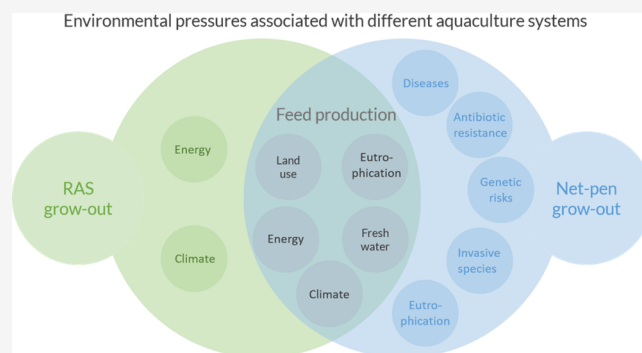 Environmental pressures associated with different aquaculture systems
Diseases
Feed production
Antibiotic
resistance
Energy
Land
use
Eutro-
phication
RAS
grow-out
Genetic
risks
Net-pen
grow-out
Energy
Fresh
water
Climate
Invasive
species
Climate
Eutro-
phication